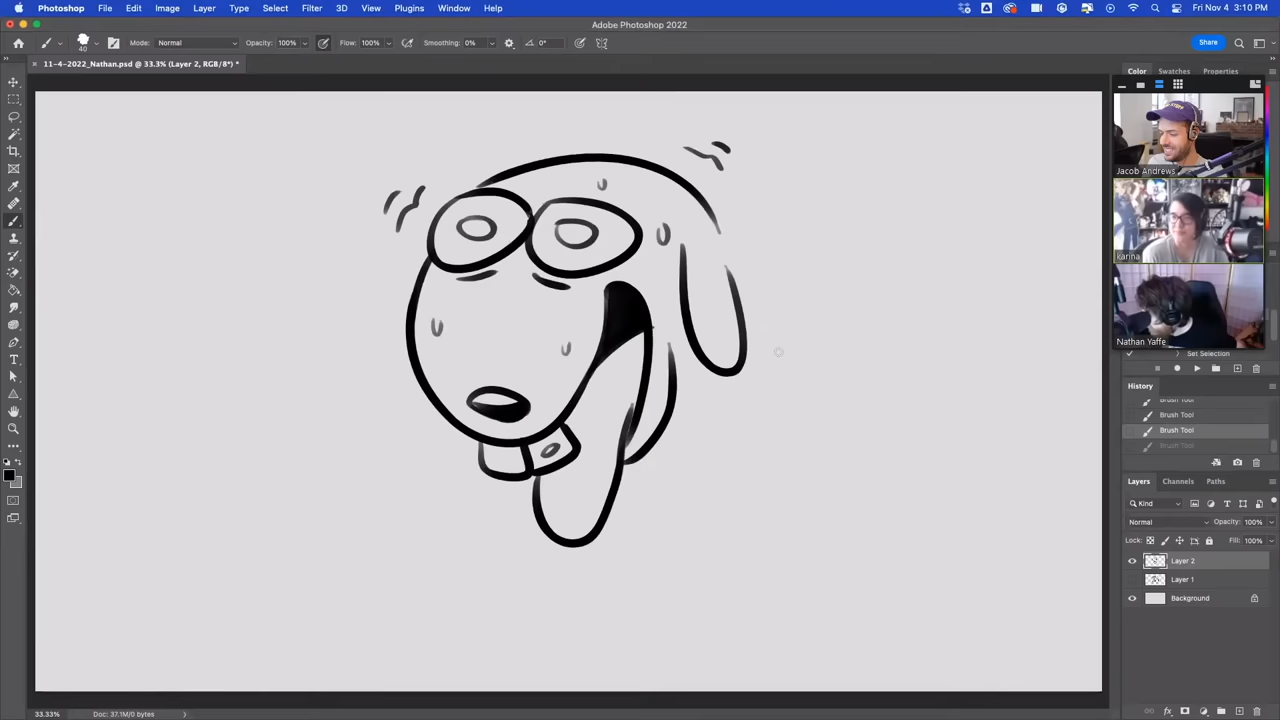 Photoshop File Edit Image Layer Type Select Filter 3D View Plugins Window Help Fri Nov 4 3:10 PM
Adobe Photoshop 2022
40 Mode: Normal Opacity: 100% Flow: 100% Smoothing: 0% 0° Share
11-4-2022_Nathan.psd @ 33.3% (Layer 2, RGB/8*) *
Color Swatches Properties
Jacob Andrews
karina
Nathan Yaffe
Set Selection
History
Brush Tool
Brush Tool
Brush Tool
Brush Tool
Layers Channels Paths
Kind
Normal Opacity: 100%
Lock: Fill: 100%
Layer 2
Layer 1
Background
33.33% Doc: 37.1M/0 bytes